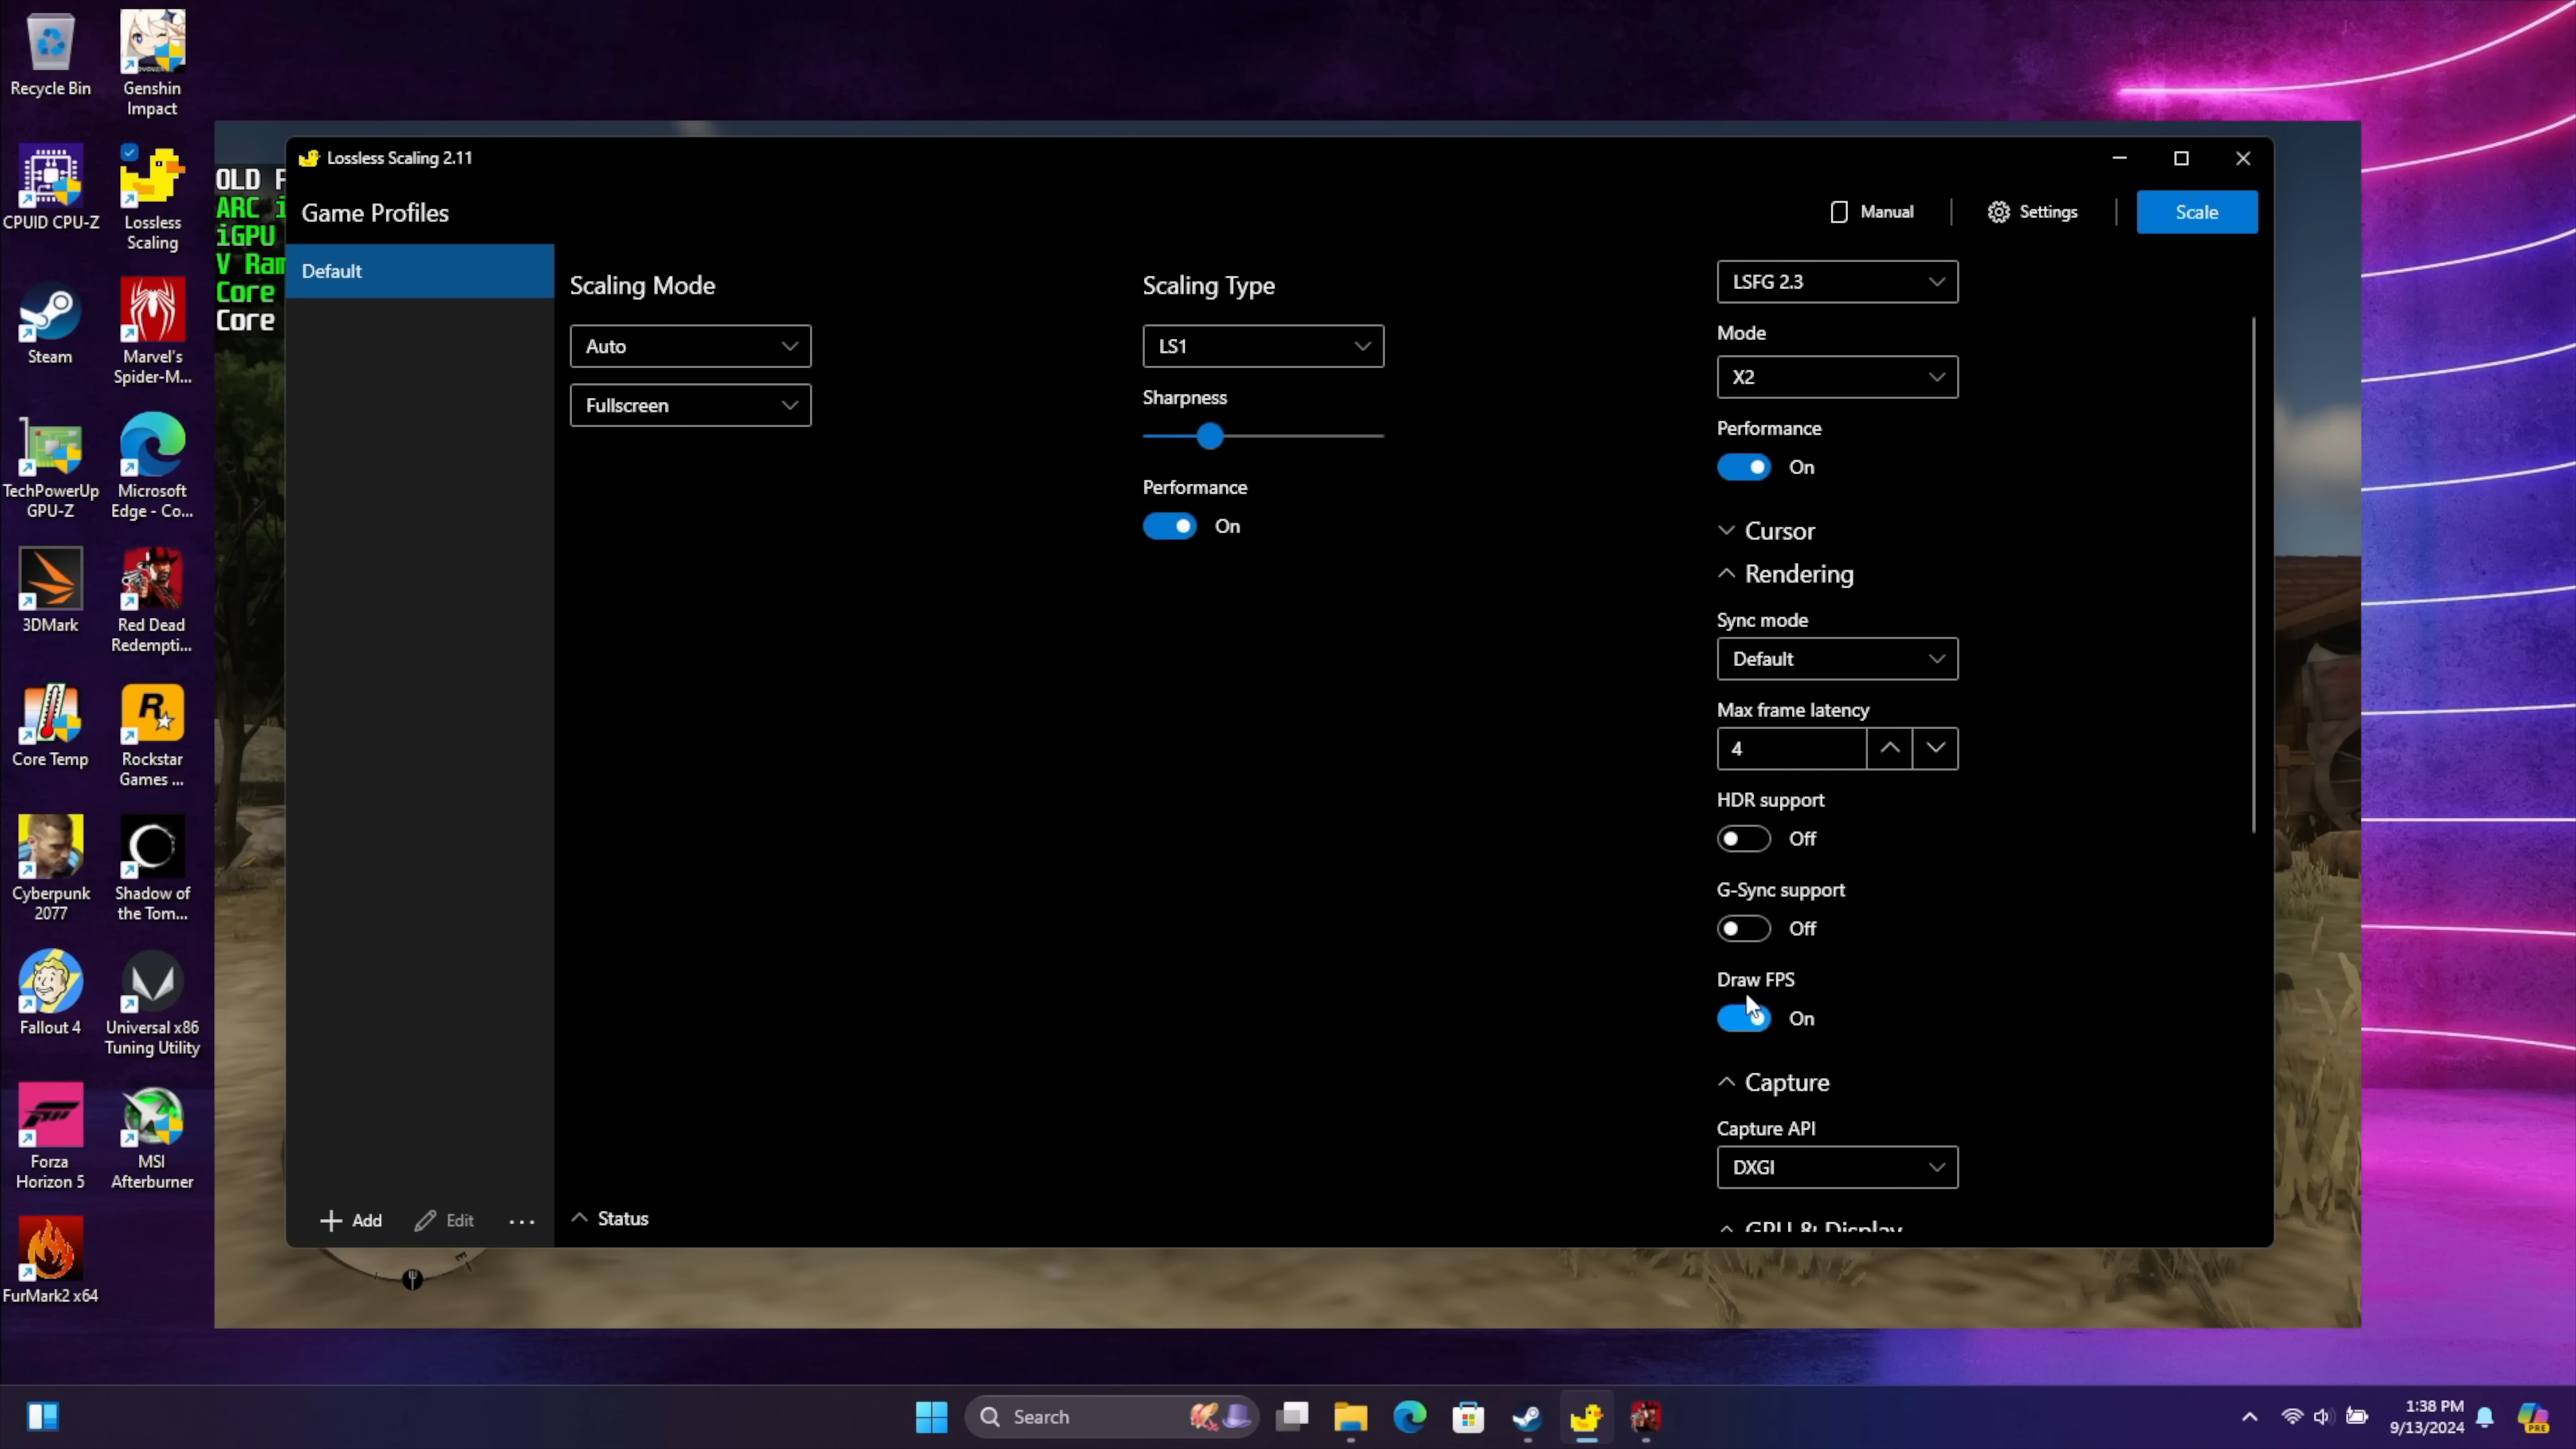 Recycle Bin
Genshin
Impact
CPUID CPU-Z
Lossless
Scaling
Steam
Marvel's
Spider-M...
TechPowerUp
GPU-Z
Microsoft
Edge - Co...
3DMark
Red Dead
Redempti...
Core Temp
Rockstar
Games ...
Cyberpunk
2077
Shadow of
the Tom...
Fallout 4
Universal x86
Tuning Utility
Forza
Horizon 5
MSI
Afterburner
FurMark2 x64
OLD
ARC
iGPU
V Ram
Core
Core
Lossless Scaling 2.11
Game Profiles
Manual
Settings
Scale
Default
Scaling Mode
Auto
Fullscreen
Scaling Type
LS1
Sharpness
Performance
On
LSFG 2.3
Mode
X2
Performance
On
Cursor
Rendering
Sync mode
Default
Max frame latency
4
HDR support
Off
G-Sync support
Off
Draw FPS
On
Capture
Capture API
DXGI
GPU & Display
Add
Edit
...
Status
Search
1:38 PM
9/13/2024
PRE